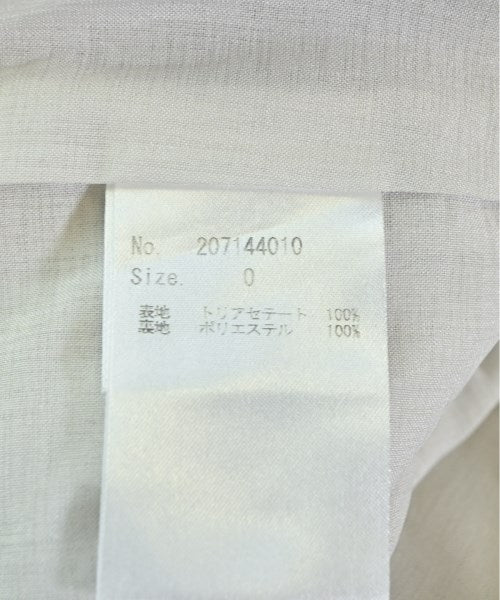 No. 207144010
Size. 0
表地 トリアセテート 100%
裏地 ポリエステル 100%